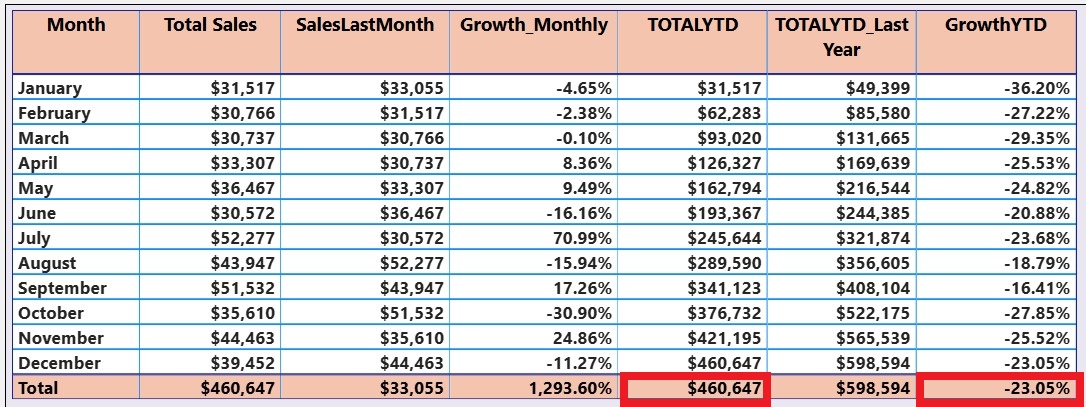 Month Total Sales SalesLastMonth Growth_Monthly TOTALYTD TOTALYTD_Last Year GrowthYTD
January $31,517 $33,055 -4.65% $31,517 $49,399 -36.20%
February $30,766 $31,517 -2.38% $62,283 $85,580 -27.22%
March $30,737 $30,766 -0.10% $93,020 $131,665 -29.35%
April $33,307 $30,737 8.36% $126,327 $169,639 -25.53%
May $36,467 $33,307 9.49% $162,794 $216,544 -24.82%
June $30,572 $36,467 -16.16% $193,367 $244,385 -20.88%
July $52,277 $30,572 70.99% $245,644 $321,874 -23.68%
August $43,947 $52,277 -15.94% $289,590 $356,605 -18.79%
September $51,532 $43,947 17.26% $341,123 $408,104 -16.41%
October $35,610 $51,532 -30.90% $376,732 $522,175 -27.85%
November $44,463 $35,610 24.86% $421,195 $565,539 -25.52%
December $39,452 $44,463 -11.27% $460,647 $598,594 -23.05%
Total $460,647 $33,055 1,293.60% $460,647 $598,594 -23.05%